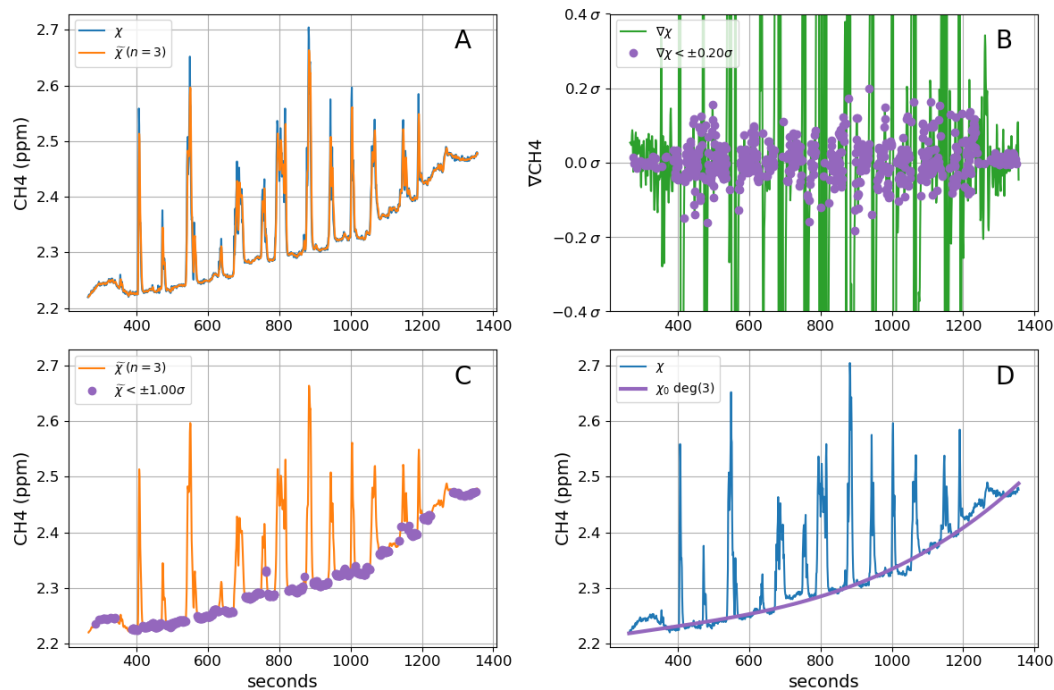 χ
χ̃ (n = 3)
A
2.7
2.6
2.5
2.4
2.3
2.2
CH4 (ppm)
400 600 800 1000 1200 1400
∇χ
∇χ < ±0.20σ
B
0.4 σ
0.2 σ
0.0 σ
−0.2 σ
−0.4 σ
∇CH4
400 600 800 1000 1200 1400
χ̃ (n = 3)
χ̃ < ±1.00σ
C
2.7
2.6
2.5
2.4
2.3
2.2
CH4 (ppm)
400 600 800 1000 1200 1400
seconds
χ
χ₀ deg(3)
D
2.7
2.6
2.5
2.4
2.3
2.2
CH4 (ppm)
400 600 800 1000 1200 1400
seconds